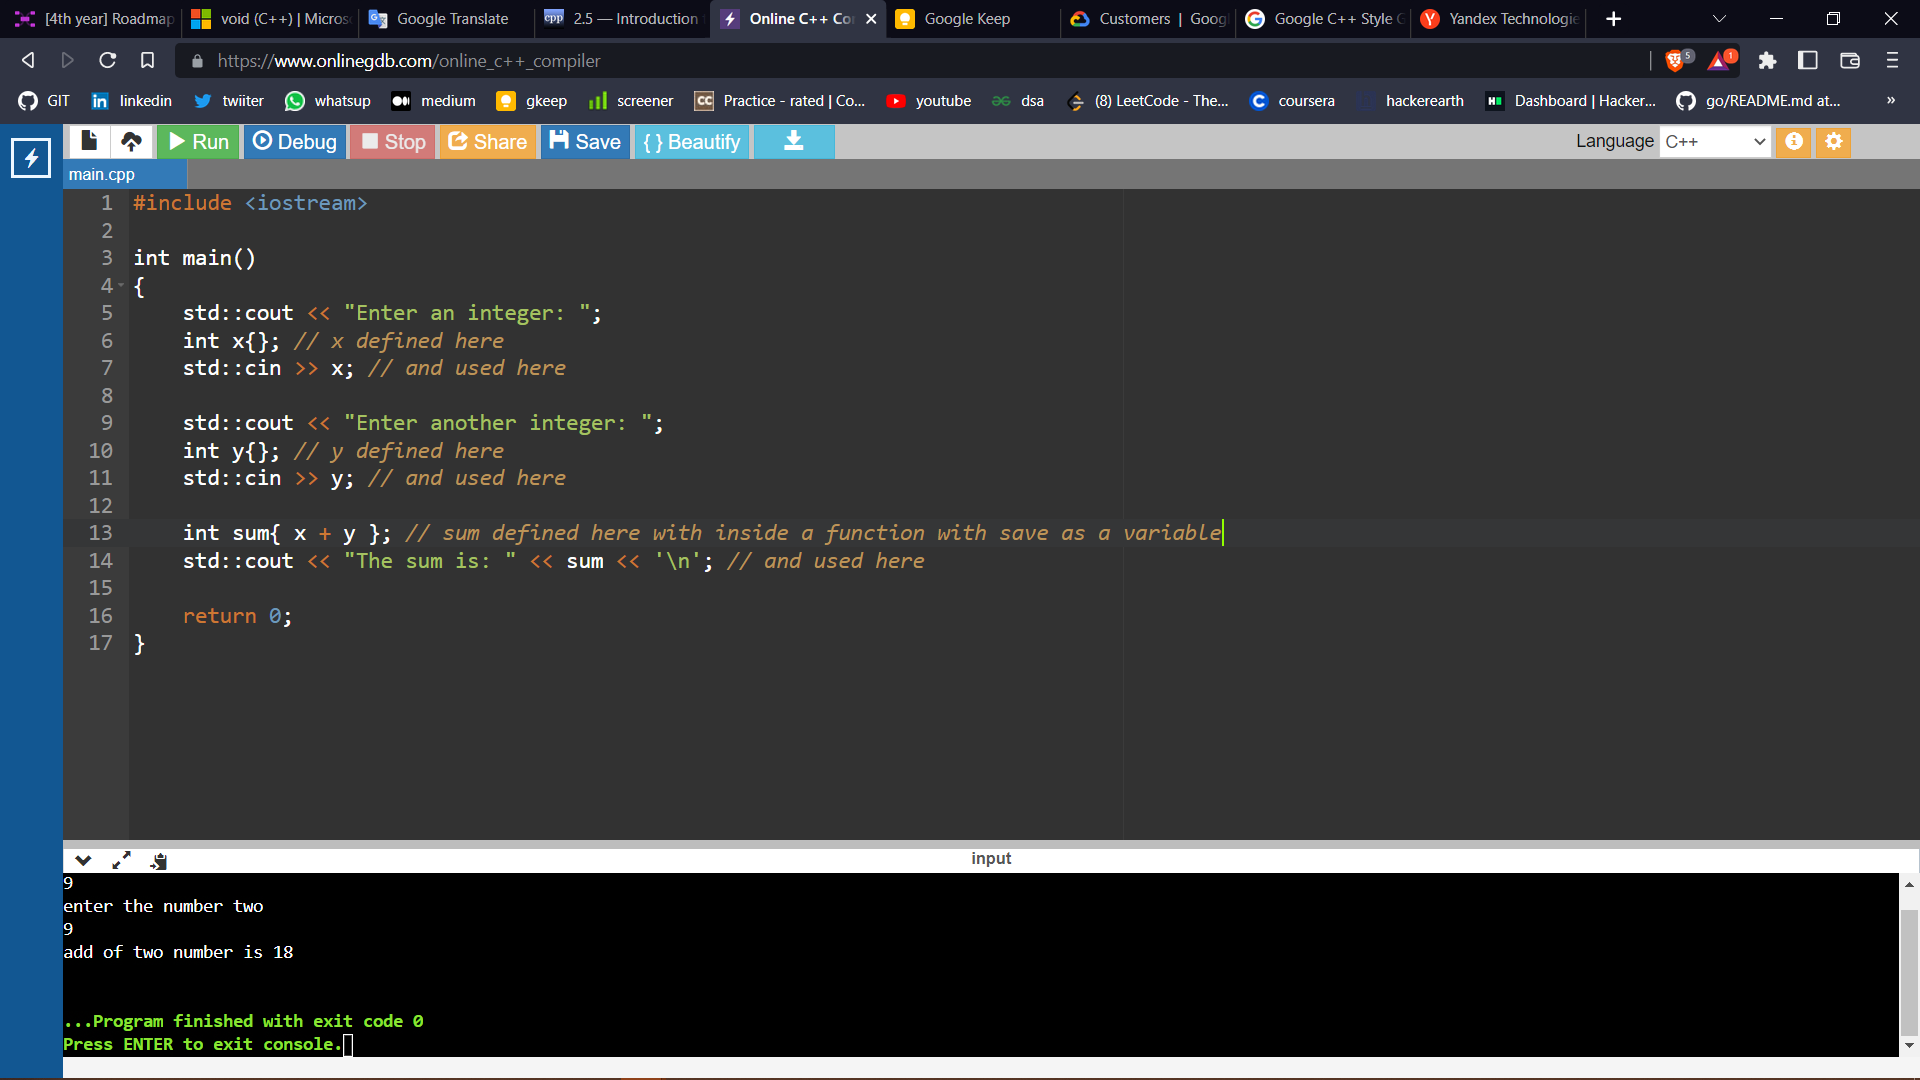 [4th year] Roadmap
void (C++) | Micros
Google Translate
2.5 — Introduction
Online C++ Co
Google Keep
Customers | Goog
Google C++ Style G
Yandex Technologie
https://www.onlinegdb.com/online_c++_compiler
5
1
GIT
linkedin
twiiter
whatsup
medium
gkeep
screener
Practice - rated | Co...
youtube
dsa
(8) LeetCode - The...
coursera
hackerearth
Dashboard | Hacker...
go/README.md at...
»
Run
Debug
Stop
Share
Save
{ } Beautify
Language C++
main.cpp
1 #include <iostream>
2
3 int main()
4 {
5 std::cout << "Enter an integer: ";
6 int x{}; // x defined here
7 std::cin >> x; // and used here
8
9 std::cout << "Enter another integer: ";
10 int y{}; // y defined here
11 std::cin >> y; // and used here
12
13 int sum{ x + y }; // sum defined here with inside a function with save as a variable
14 std::cout << "The sum is: " << sum << '\n'; // and used here
15
16 return 0;
17 }
input
9
enter the number two
9
add of two number is 18
...Program finished with exit code 0
Press ENTER to exit console.